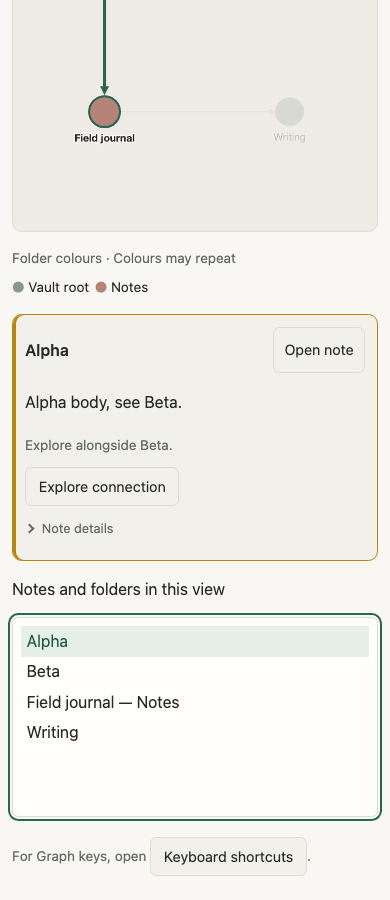 Field journal
Writing
Folder colours · Colours may repeat
Vault root Notes
Alpha
Open note
Alpha body, see Beta.
Explore alongside Beta.
Explore connection
Note details
Notes and folders in this view
Alpha
Beta
Field journal — Notes
Writing
For Graph keys, open Keyboard shortcuts.